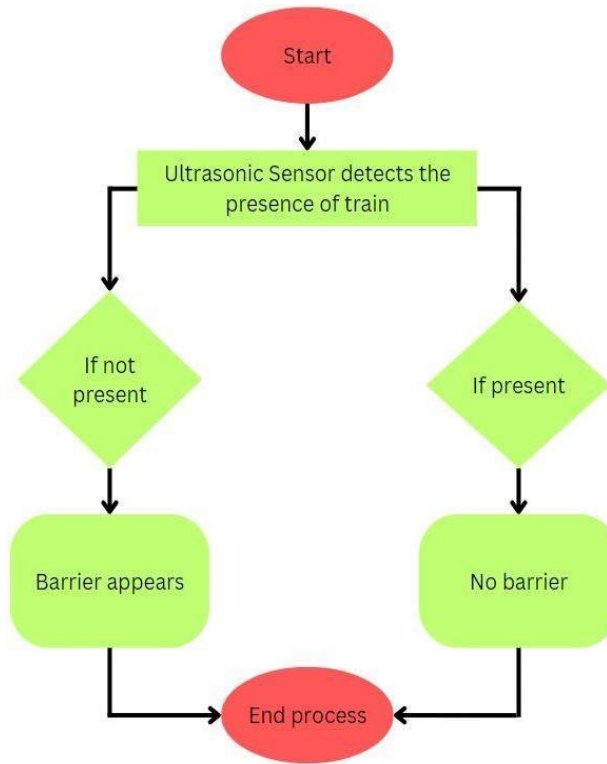 Start
Ultrasonic Sensor detects the
presence of train
If not
present
If present
Barrier appears
No barrier
End process